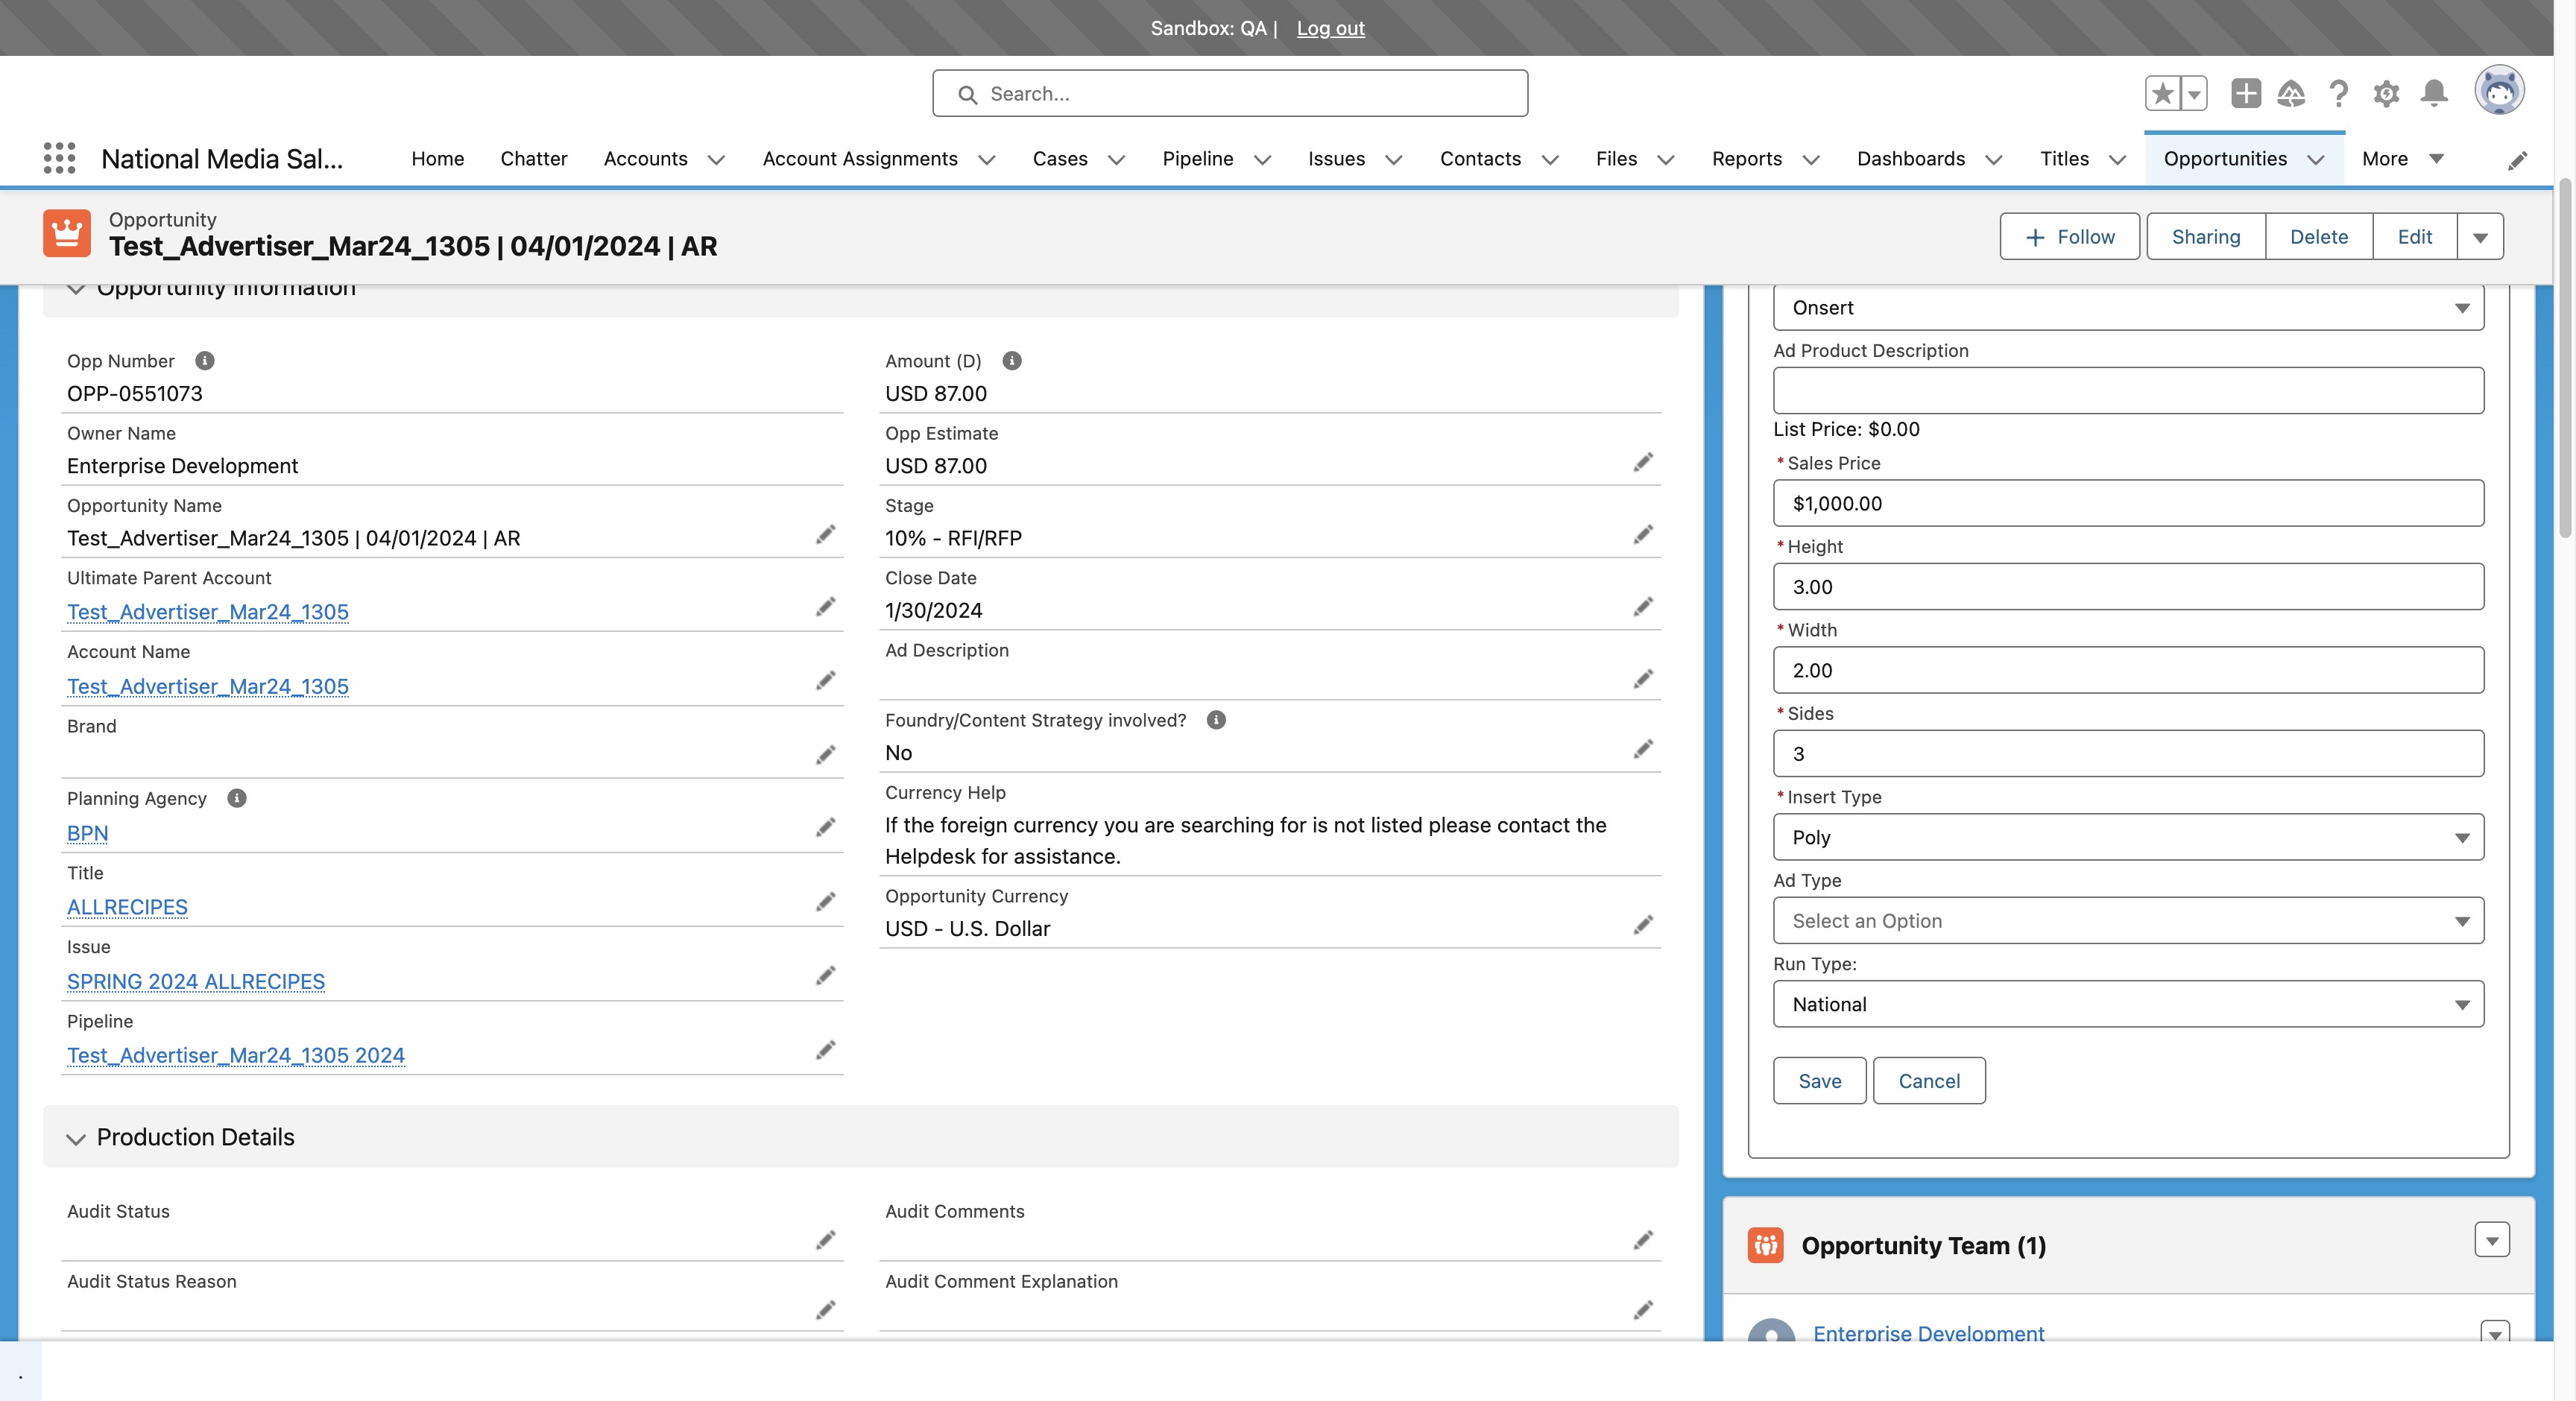 Sandbox: QA | Log out
Search...
National Media Sal...
Home
Chatter
Accounts
Account Assignments
Cases
Pipeline
Issues
Contacts
Files
Reports
Dashboards
Titles
Opportunities
More
Opportunity
Test_Advertiser_Mar24_1305 | 04/01/2024 | AR
Follow
Sharing
Delete
Edit
Opportunity Information
Opp Number
OPP-0551073
Owner Name
Enterprise Development
Opportunity Name
Test_Advertiser_Mar24_1305 | 04/01/2024 | AR
Ultimate Parent Account
Test_Advertiser_Mar24_1305
Account Name
Test_Advertiser_Mar24_1305
Brand
Planning Agency
BPN
Title
ALLRECIPES
Issue
SPRING 2024 ALLRECIPES
Pipeline
Test_Advertiser_Mar24_1305 2024
Amount (D)
USD 87.00
Opp Estimate
USD 87.00
Stage
10% - RFI/RFP
Close Date
1/30/2024
Ad Description
Foundry/Content Strategy involved?
No
Currency Help
If the foreign currency you are searching for is not listed please contact the
Helpdesk for assistance.
Opportunity Currency
USD - U.S. Dollar
Production Details
Audit Status
Audit Status Reason
Audit Comments
Audit Comment Explanation
Onsert
Ad Product Description
List Price: $0.00
* Sales Price
$1,000.00
* Height
3.00
* Width
2.00
* Sides
3
* Insert Type
Poly
Ad Type
Select an Option
Run Type:
National
Save
Cancel
Opportunity Team (1)
Enterprise Development
.